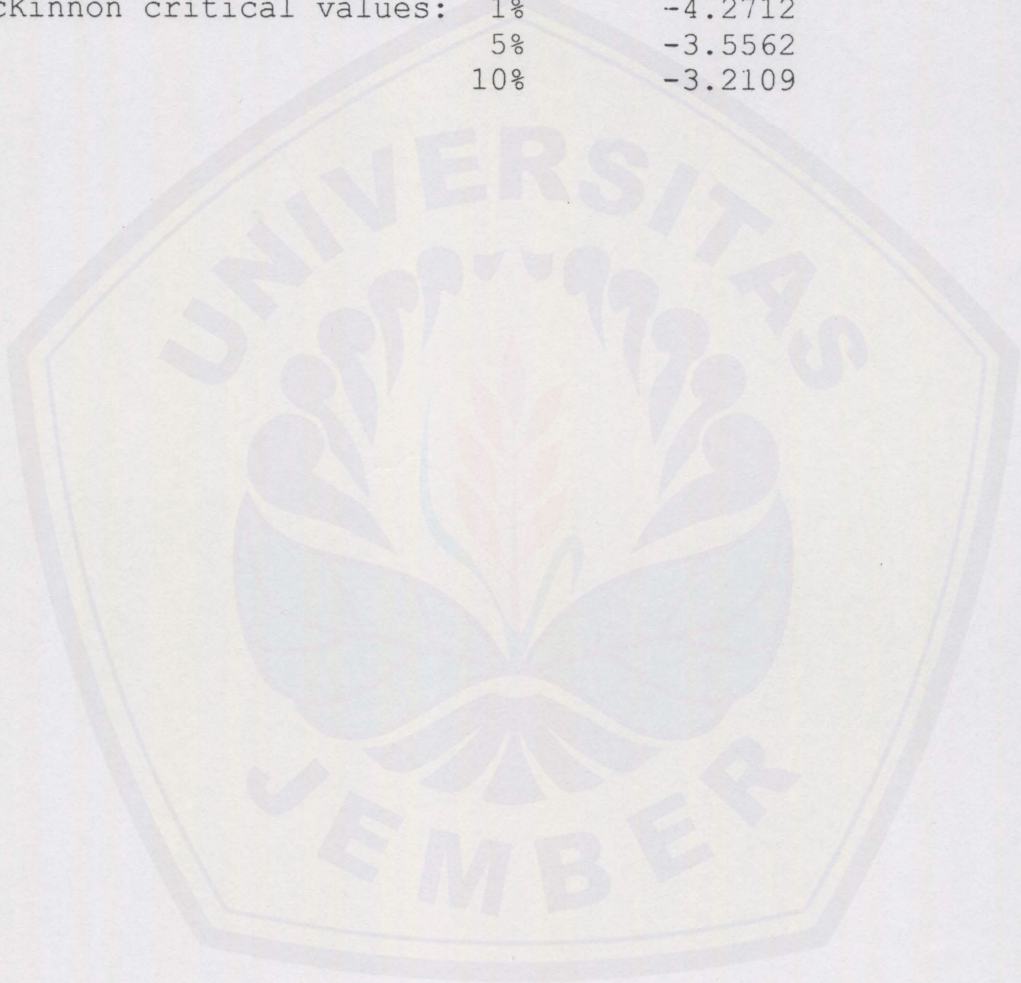 cKinnon critical values: 1% -4.2712
5% -3.5562
10% -3.2109
UNIVERSITAS
JEMBER